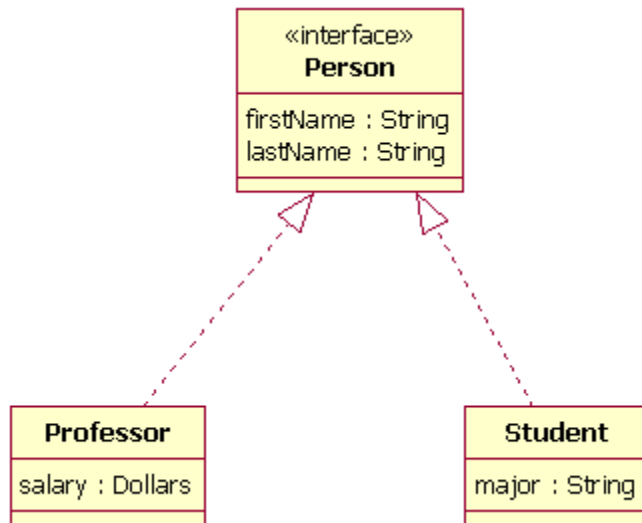 «interface»
Person
firstName : String
lastName : String
Professor
salary : Dollars
Student
major : String